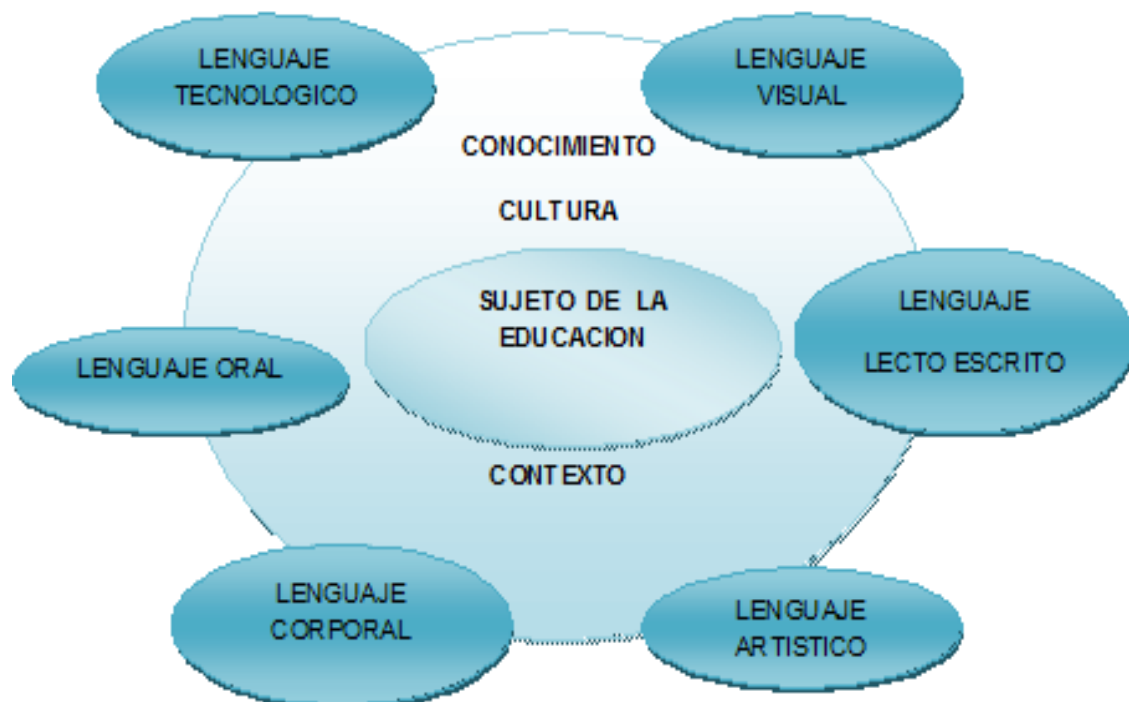 LENGUAJE
TECNOLOGICO
LENGUAJE
VISUAL
CONOCIMIENTO
CULTURA
SUJETO DE LA
EDUCACION
LENGUAJE
LECTO ESCRITO
LENGUAJE ORAL
CONTEXTO
LENGUAJE
CORPORAL
LENGUAJE
ARTISTICO